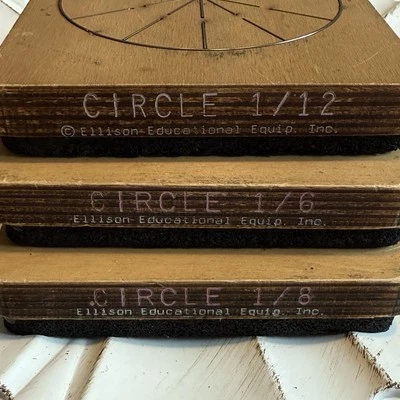 CIRCLE 1/12
© Ellison Educational Equip. Inc.
CIRCLE 1/6
Ellison Educational Equip. Inc.
CIRCLE 1/8
Ellison Educational Equip. Inc.